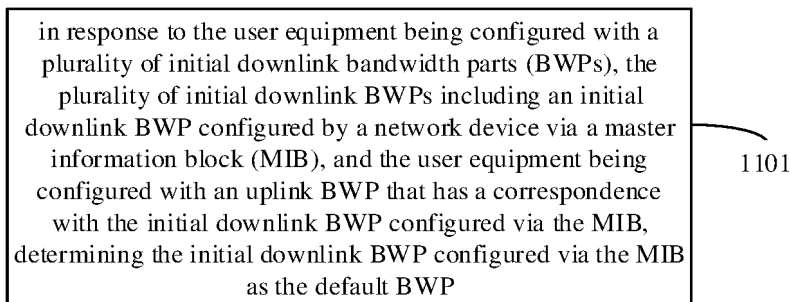 in response to the user equipment being configured with a
plurality of initial downlink bandwidth parts (BWPs), the
plurality of initial downlink BWPs including an initial
downlink BWP configured by a network device via a master
information block (MIB), and the user equipment being
configured with an uplink BWP that has a correspondence
with the initial downlink BWP configured via the MIB,
determining the initial downlink BWP configured via the MIB
as the default BWP
1101